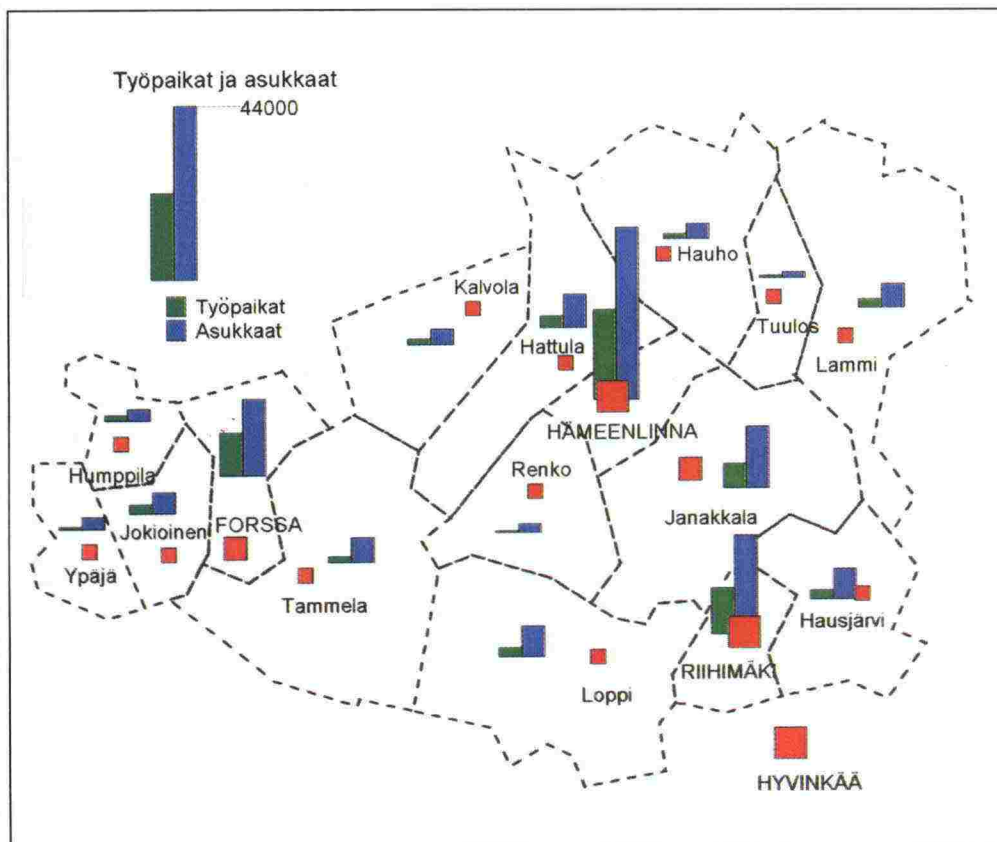 Työpaikat ja asukkaat
44000
Työpaikat
Asukkaat
Hauho
Kalvola
Tuulos
Hattula
Lammi
HÄMEENLINNA
Humppila
Renko
Janakkala
Jokioinen
FORSSA
Ypäjä
Tammela
Hausjärvi
RIIHIMÄKI
Loppi
HYVINKÄÄ